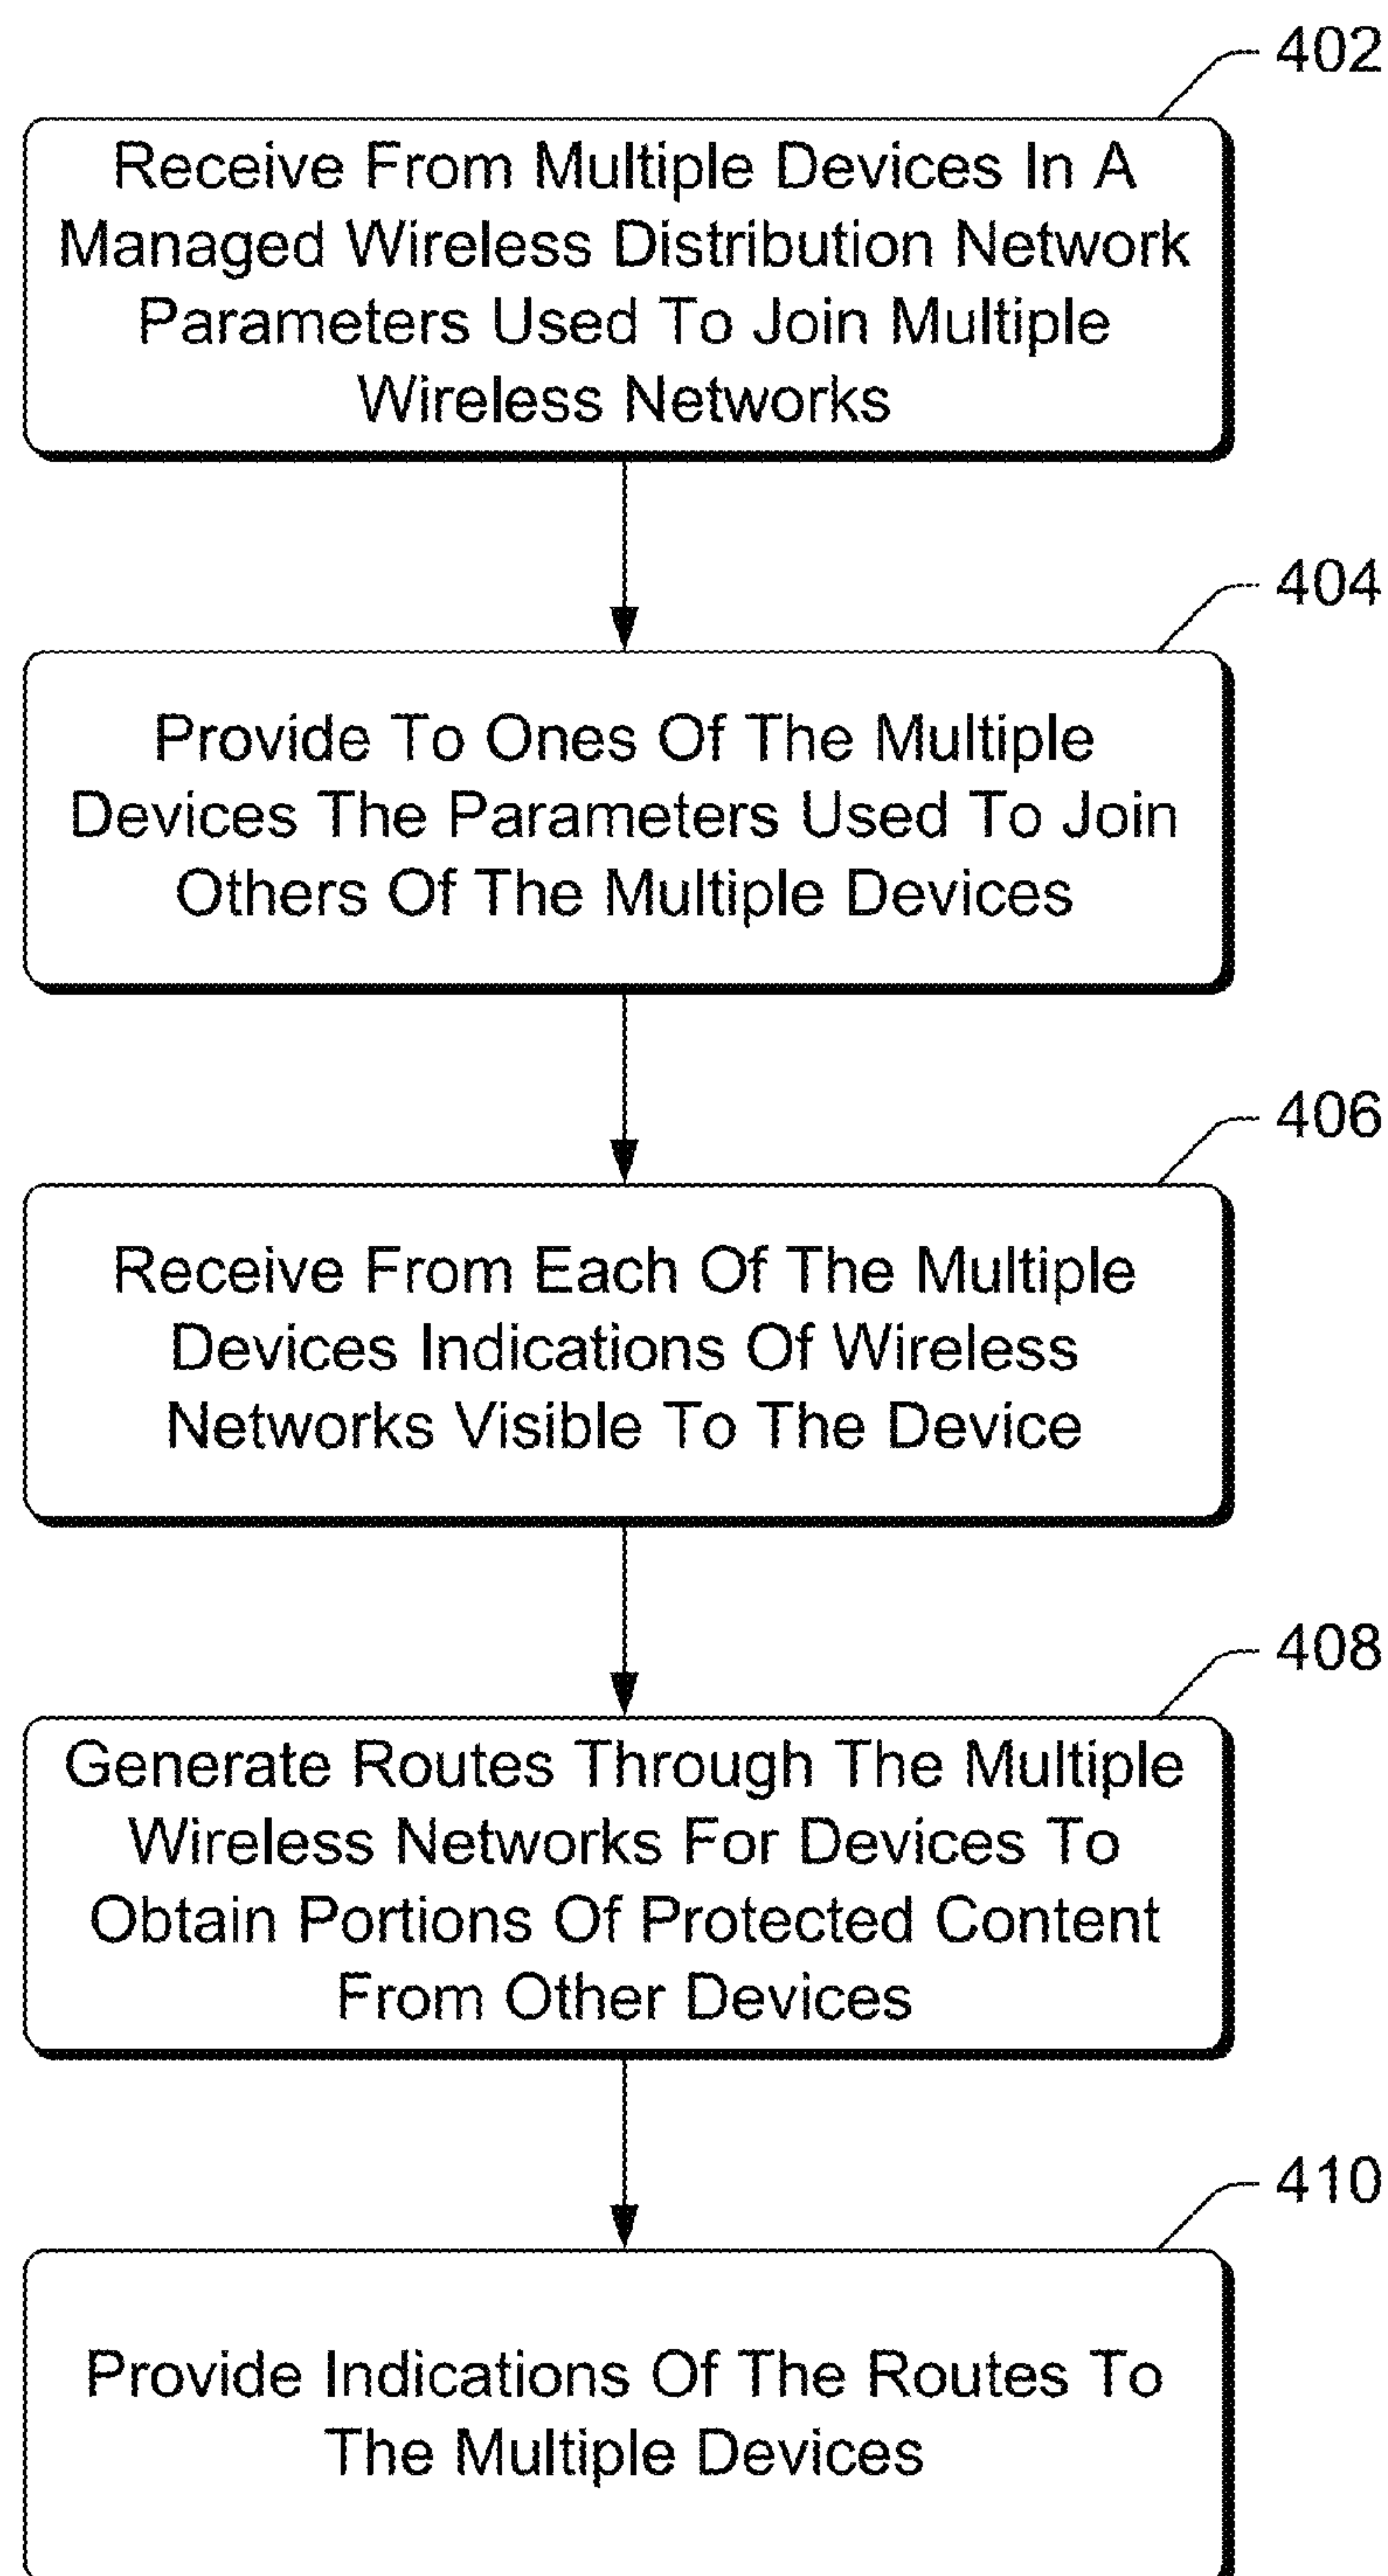 402
Receive From Multiple Devices In A
Managed Wireless Distribution Network
Parameters Used To Join Multiple
Wireless Networks
404
Provide To Ones Of The Multiple
Devices The Parameters Used To Join
Others Of The Multiple Devices
406
Receive From Each Of The Multiple
Devices Indications Of Wireless
Networks Visible To The Device
408
Generate Routes Through The Multiple
Wireless Networks For Devices To
Obtain Portions Of Protected Content
From Other Devices
410
Provide Indications Of The Routes To
The Multiple Devices